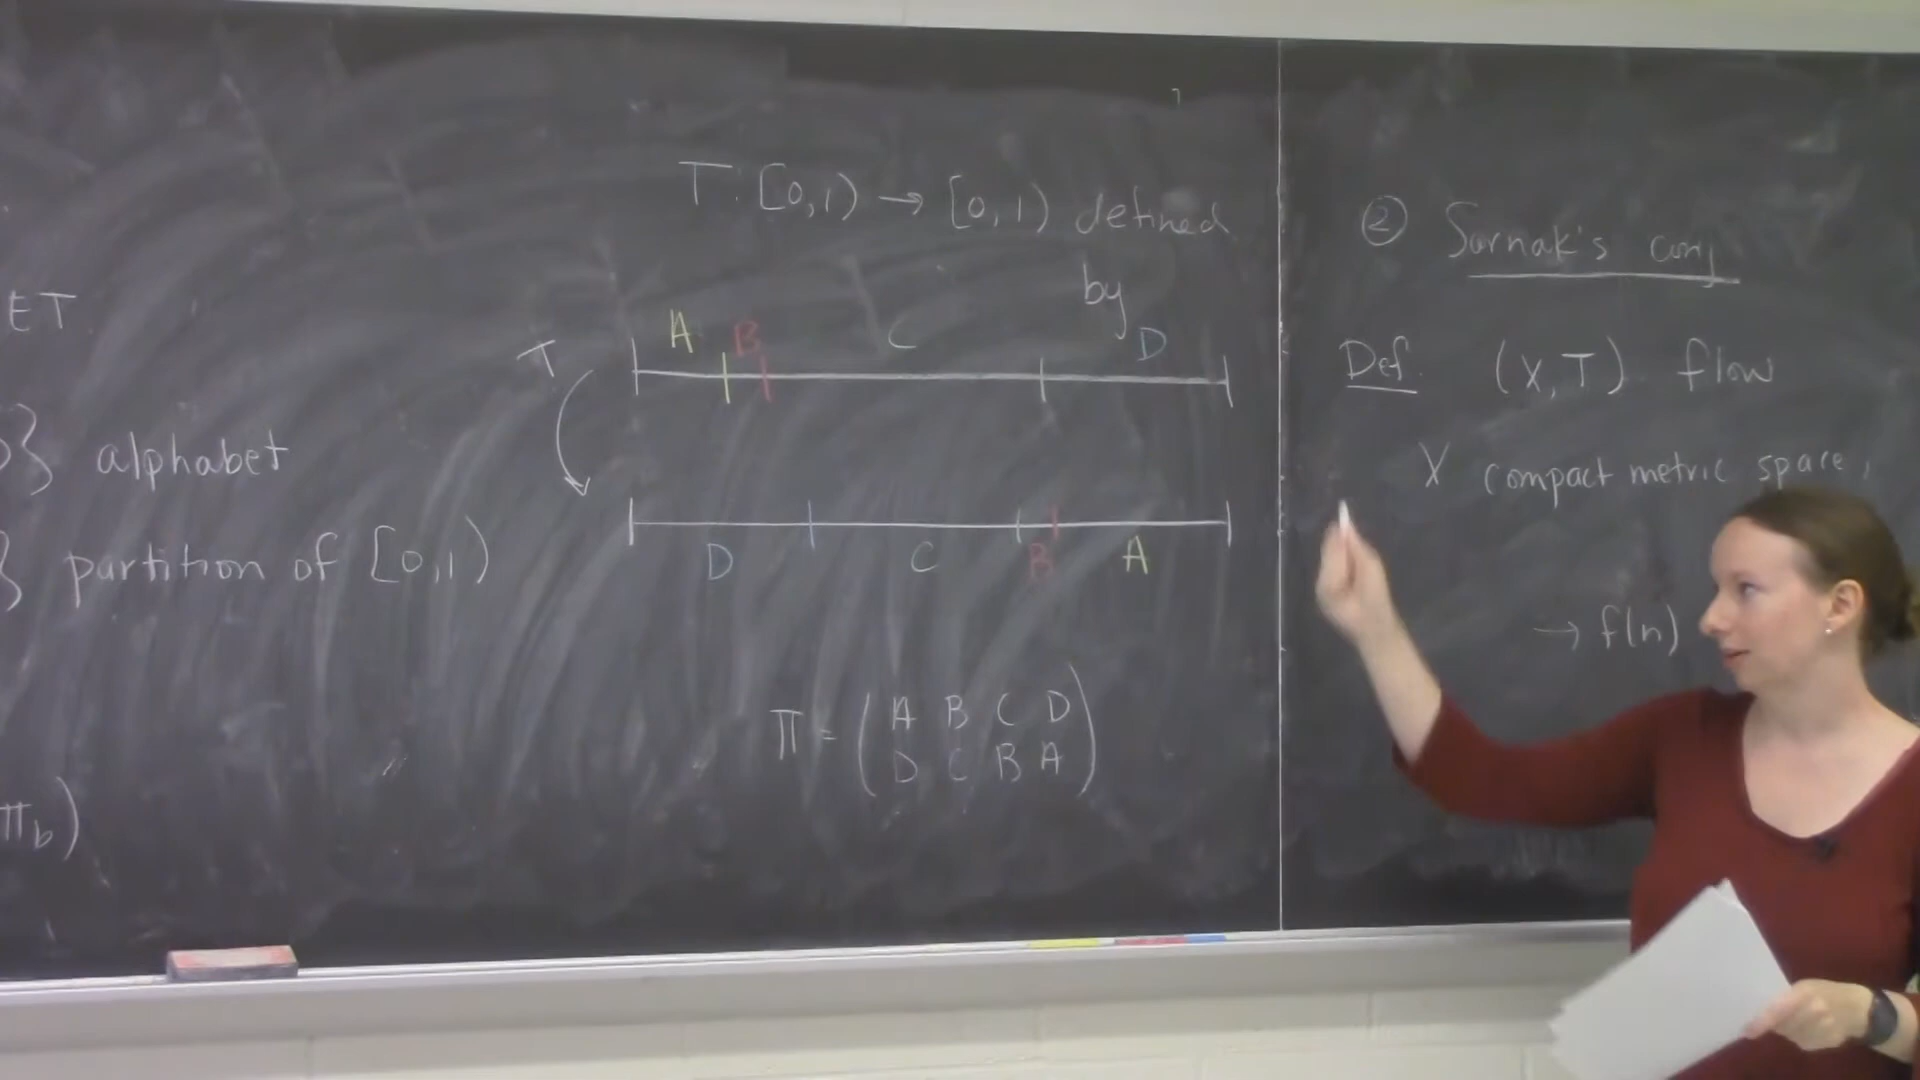 ET
} alphabet
} partition of [0,1)
π_b)
T: [0,1) → [0,1) defined
by
T
A B C D
D C B A
π = ( A B C D
D C B A )
② Sarnak's conj
Def. (X,T) flow
X compact metric space,
→ f(n)